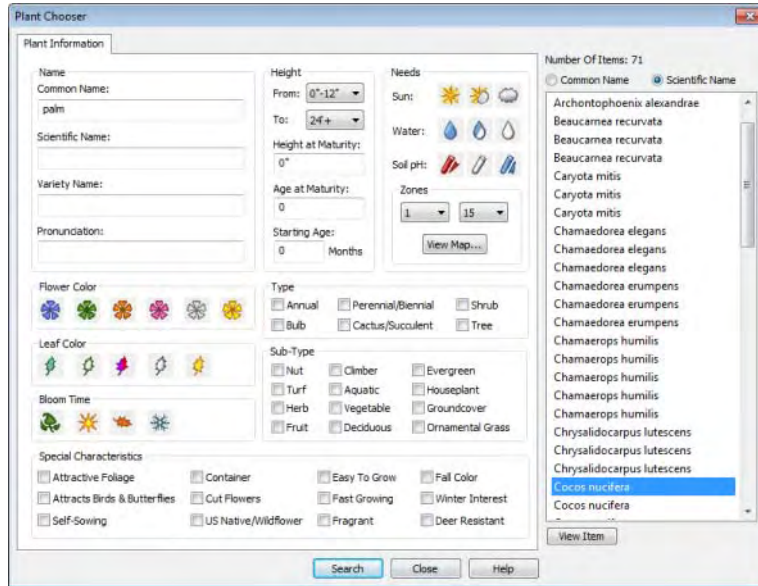 Plant Chooser
Plant Information
Name
Common Name:
palm
Scientific Name:
Variety Name:
Pronunciation:
Height
From: 0"-12"
To: 24'+
Height at Maturity:
0"
Age at Maturity:
0
Starting Age:
0 Months
Needs
Sun:
Water:
Soil pH:
Zones
1 15
View Map...
Flower Color
Leaf Color
Bloom Time
Type
Annual Perennial/Biennial Shrub
Bulb Cactus/Succulent Tree
Sub-Type
Nut Climber Evergreen
Turf Aquatic Houseplant
Herb Vegetable Groundcover
Fruit Deciduous Ornamental Grass
Special Characteristics
Attractive Foliage Container Easy To Grow Fall Color
Attracts Birds & Butterflies Cut Flowers Fast Growing Winter Interest
Self-Sowing US Native/Wildflower Fragrant Deer Resistant
Number Of Items: 71
Common Name Scientific Name
Archontophoenix alexandrae
Beaucarnea recurvata
Beaucarnea recurvata
Beaucarnea recurvata
Caryota mitis
Caryota mitis
Caryota mitis
Chamaedorea elegans
Chamaedorea elegans
Chamaedorea elegans
Chamaedorea erumpens
Chamaedorea erumpens
Chamaedorea erumpens
Chamaerops humilis
Chamaerops humilis
Chamaerops humilis
Chamaerops humilis
Chamaerops humilis
Chrysalidocarpus lutescens
Chrysalidocarpus lutescens
Chrysalidocarpus lutescens
Cocos nucifera
Cocos nucifera
View Item
Search Close Help